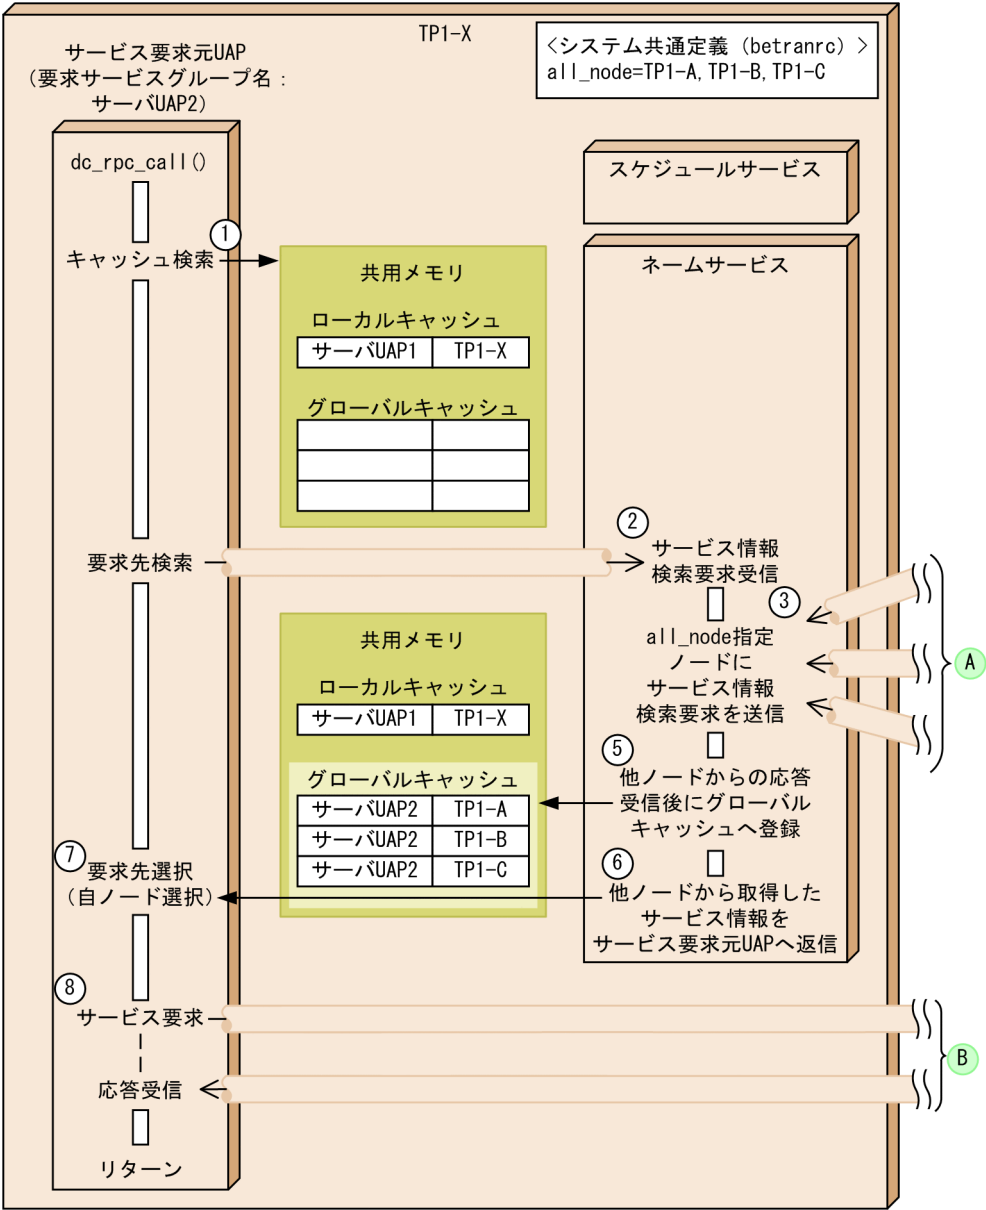 TP1-X
<システム共通定義（betranrc）>
all_node=TP1-A,TP1-B,TP1-C
サービス要求元UAP
（要求サービスグループ名：
サーバUAP2）
dc_rpc_call()
スケジュールサービス
①
キャッシュ検索
ネームサービス
共用メモリ
ローカルキャッシュ
サーバUAP1 TP1-X
グローバルキャッシュ
②
要求先検索
サービス情報
検索要求受信
③
all_node指定
ノードに
サービス情報
検索要求を送信
A
共用メモリ
ローカルキャッシュ
サーバUAP1 TP1-X
グローバルキャッシュ
サーバUAP2 TP1-A
サーバUAP2 TP1-B
サーバUAP2 TP1-C
⑤
他ノードからの応答
受信後にグローバル
キャッシュへ登録
⑥
他ノードから取得した
サービス情報を
サービス要求元UAPへ返信
⑦
要求先選択
（自ノード選択）
⑧
サービス要求
B
応答受信
リターン